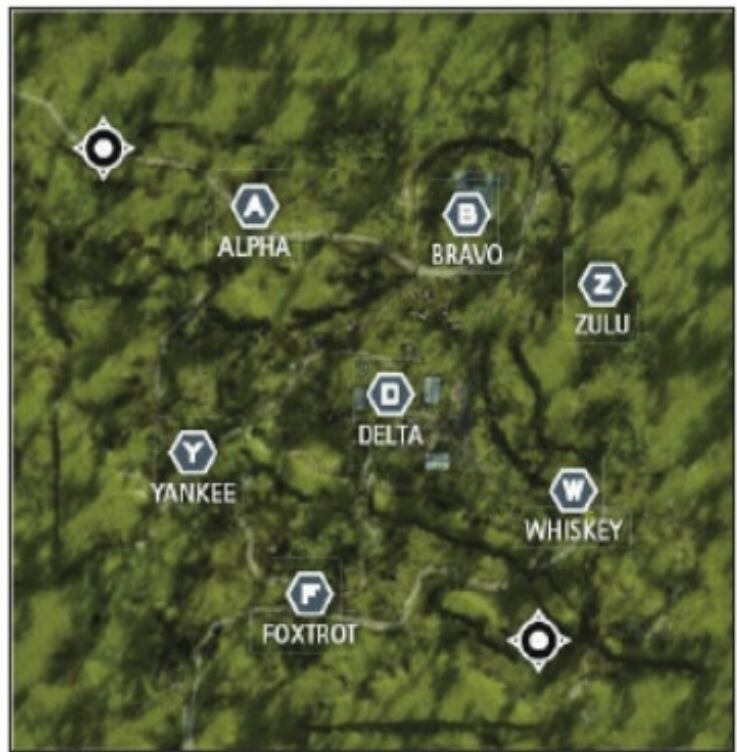 A
ALPHA
B
BRAVO
Z
ZULU
D
DELTA
Y
YANKEE
W
WHISKEY
F
FOXTROT